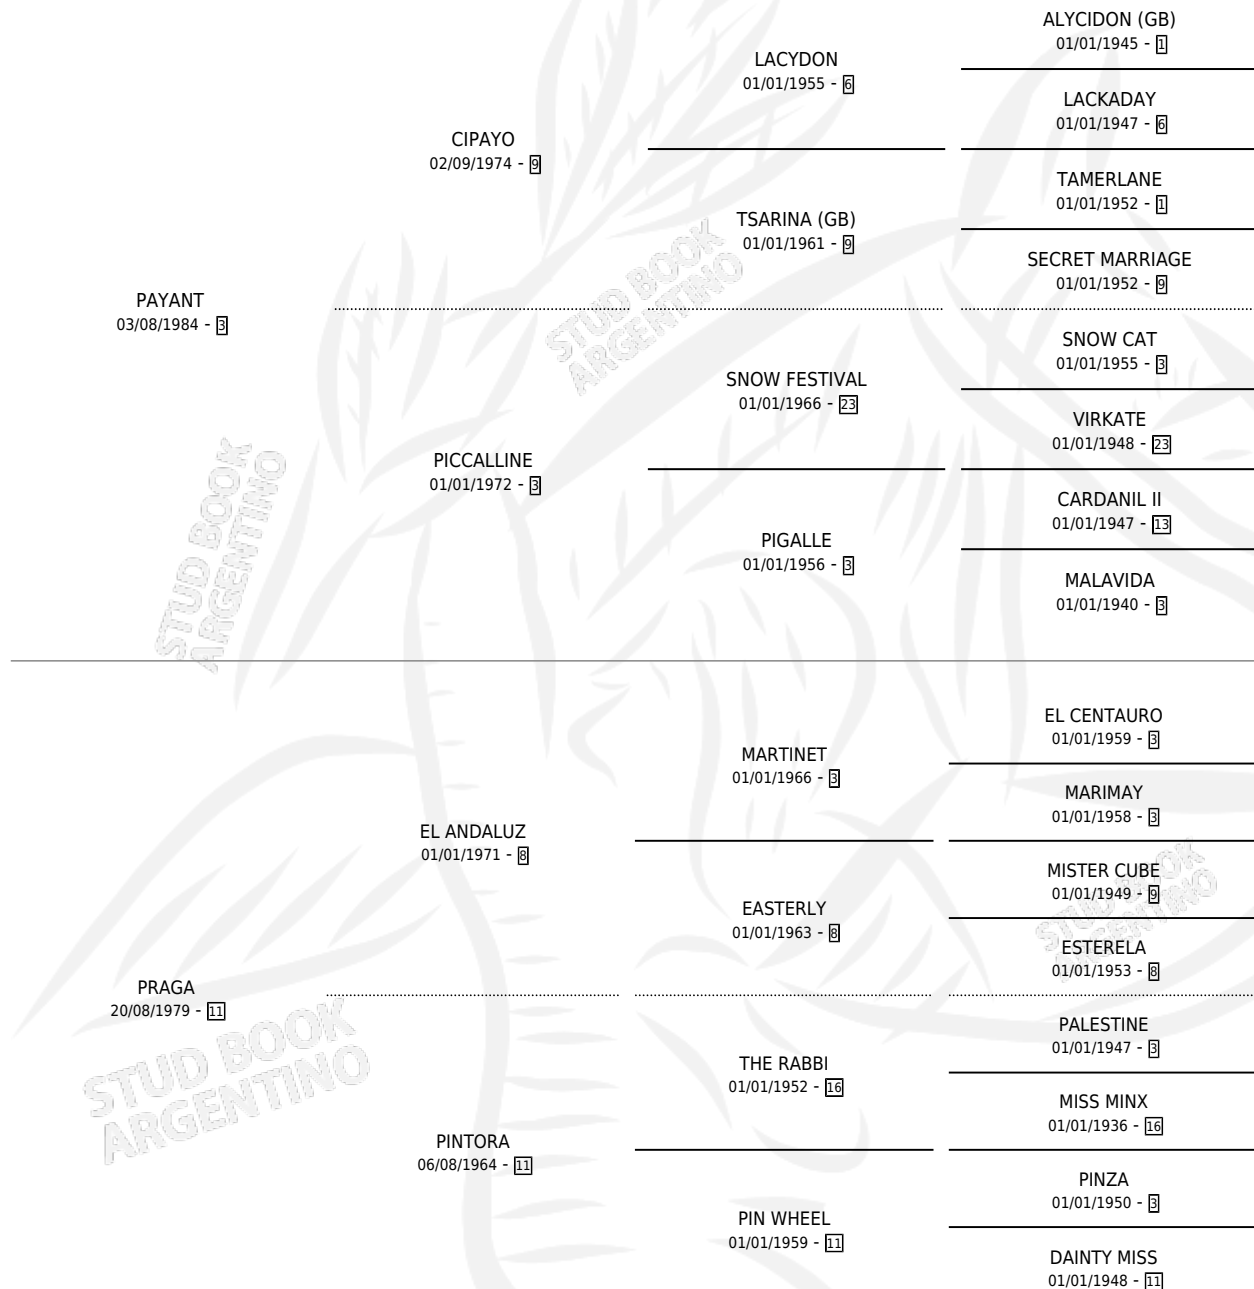 ALYCIDON (GB)
01/01/1945 - 1
LACYDON
01/01/1955 - 6
LACKADAY
01/01/1947 - 6
CIPAYO
02/09/1974 - 9
TAMERLANE
01/01/1952 - 1
TSARINA (GB)
01/01/1961 - 9
SECRET MARRIAGE
01/01/1952 - 9
PAYANT
03/08/1984 - 3
STUD BOOK
ARGENTINO
SNOW CAT
01/01/1955 - 3
SNOW FESTIVAL
01/01/1966 - 23
VIRKATE
01/01/1948 - 23
PICCALLINE
01/01/1972 - 3
CARDANIL II
01/01/1947 - 13
PIGALLE
01/01/1956 - 3
MALAVIDA
01/01/1940 - 3
STUD BOOK
ARGENTINO
EL CENTAURO
01/01/1959 - 3
MARTINET
01/01/1966 - 3
MARIMAY
01/01/1958 - 3
EL ANDALUZ
01/01/1971 - 8
MISTER CUBE
01/01/1949 - 9
EASTERLY
01/01/1963 - 8
STUD BOOK
ARGENTINO
ESTERELA
01/01/1953 - 8
PRAGA
20/08/1979 - 11
PALESTINE
01/01/1947 - 3
THE RABBI
01/01/1952 - 16
MISS MINX
01/01/1936 - 16
STUD BOOK
ARGENTINO
PINTORA
06/08/1964 - 11
PINZA
01/01/1950 - 3
PIN WHEEL
01/01/1959 - 11
DAINTY MISS
01/01/1948 - 11